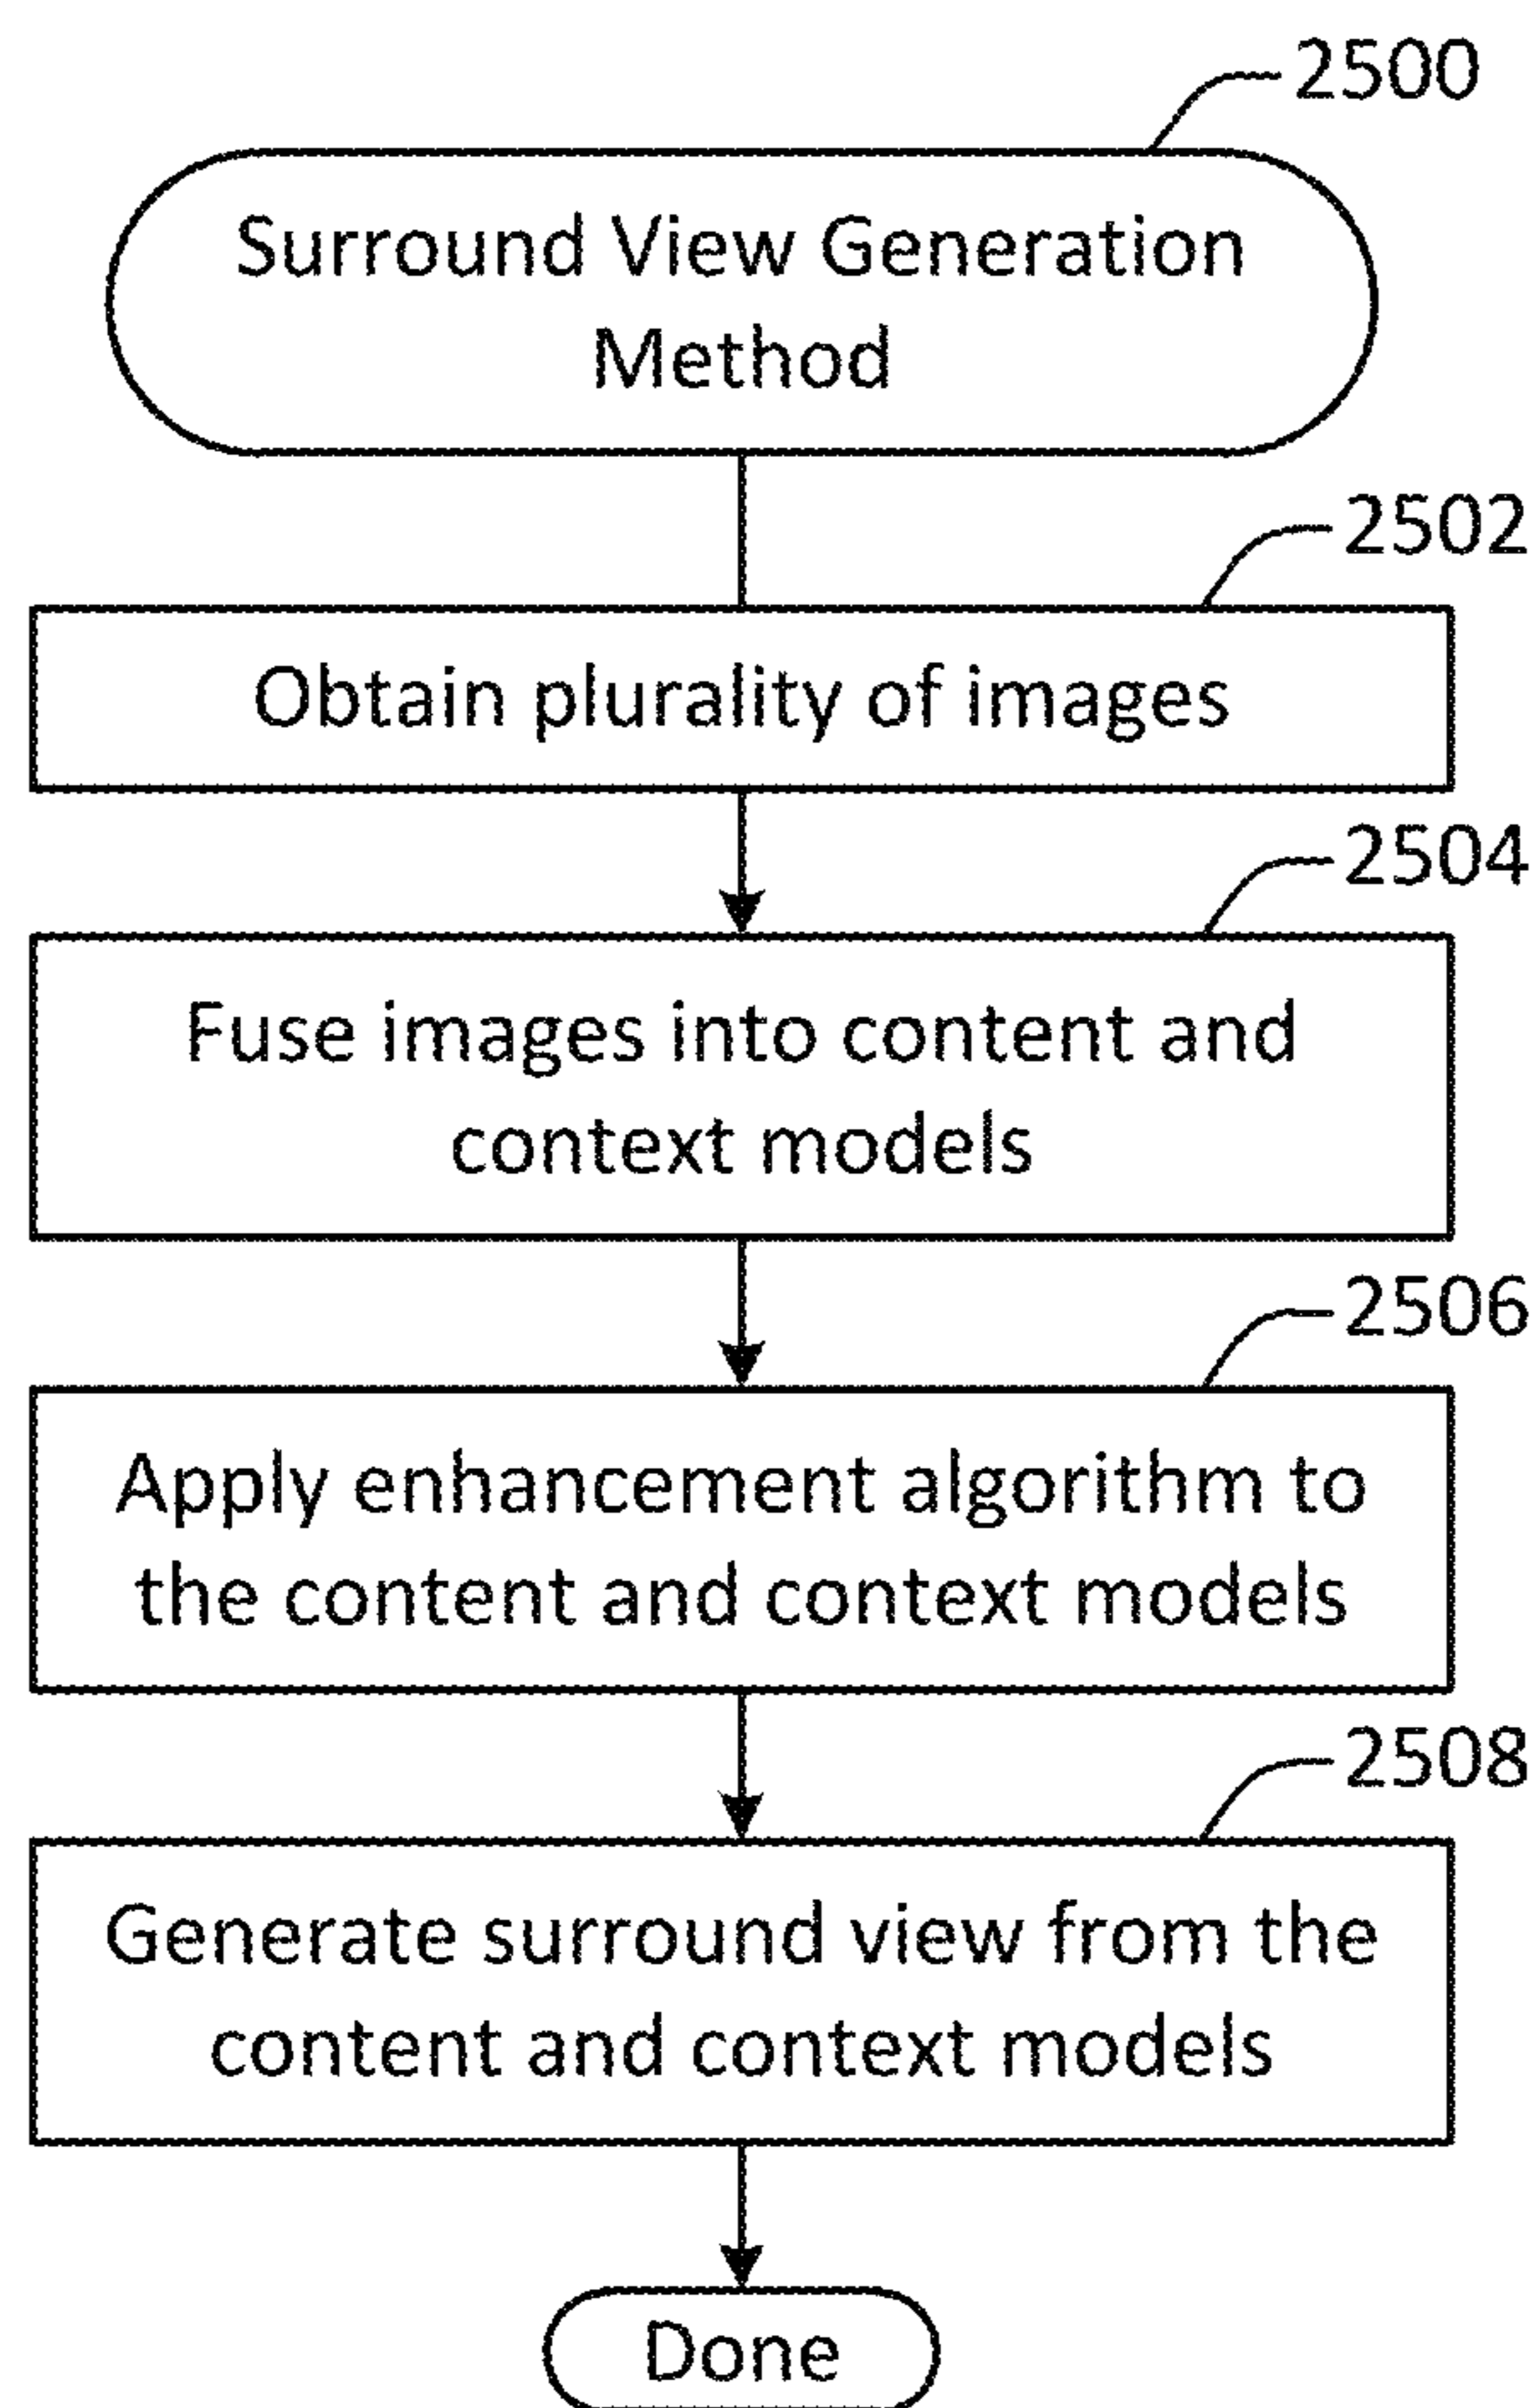 2500
Surround View Generation
Method
2502
Obtain plurality of images
2504
Fuse images into content and
context models
2506
Apply enhancement algorithm to
the content and context models
2508
Generate surround view from the
content and context models
Done